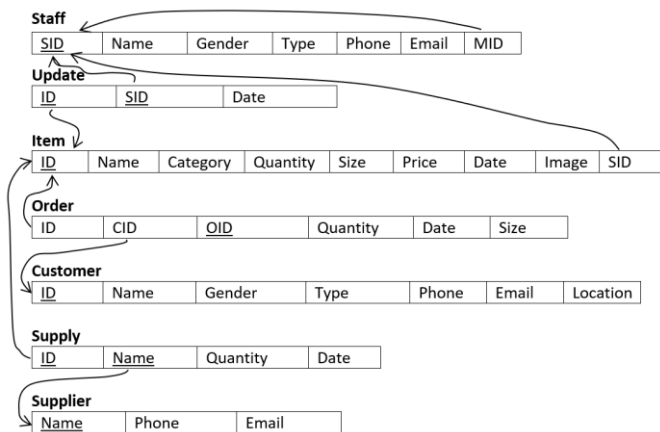 Staff
SID Name Gender Type Phone Email MID
Update
ID SID Date
Item
ID Name Category Quantity Size Price Date Image SID
Order
ID CID OID Quantity Date Size
Customer
ID Name Gender Type Phone Email Location
Supply
ID Name Quantity Date
Supplier
Name Phone Email